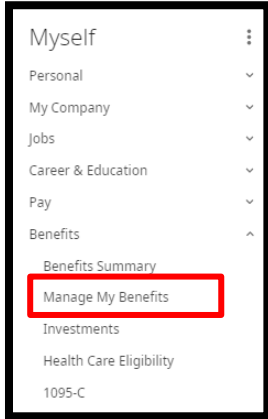 Myself
Personal
My Company
Jobs
Career & Education
Pay
Benefits
Benefits Summary
Manage My Benefits
Investments
Health Care Eligibility
1095-C